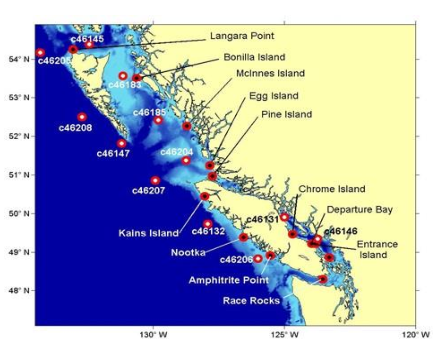 54° N
53° N
52° N
51° N
50° N
49° N
48° N
c46145
Langara Point
c46205
Bonilla Island
McInnes Island
c46183
Egg Island
c46185
Pine Island
c46208
c46147
c46204
Chrome Island
c46207
Departure Bay
c46131
c46146
Kains Island
c46132
Entrance
Island
Nootka
c46206
Amphitrite Point
Race Rocks
130° W
125° W
120° W